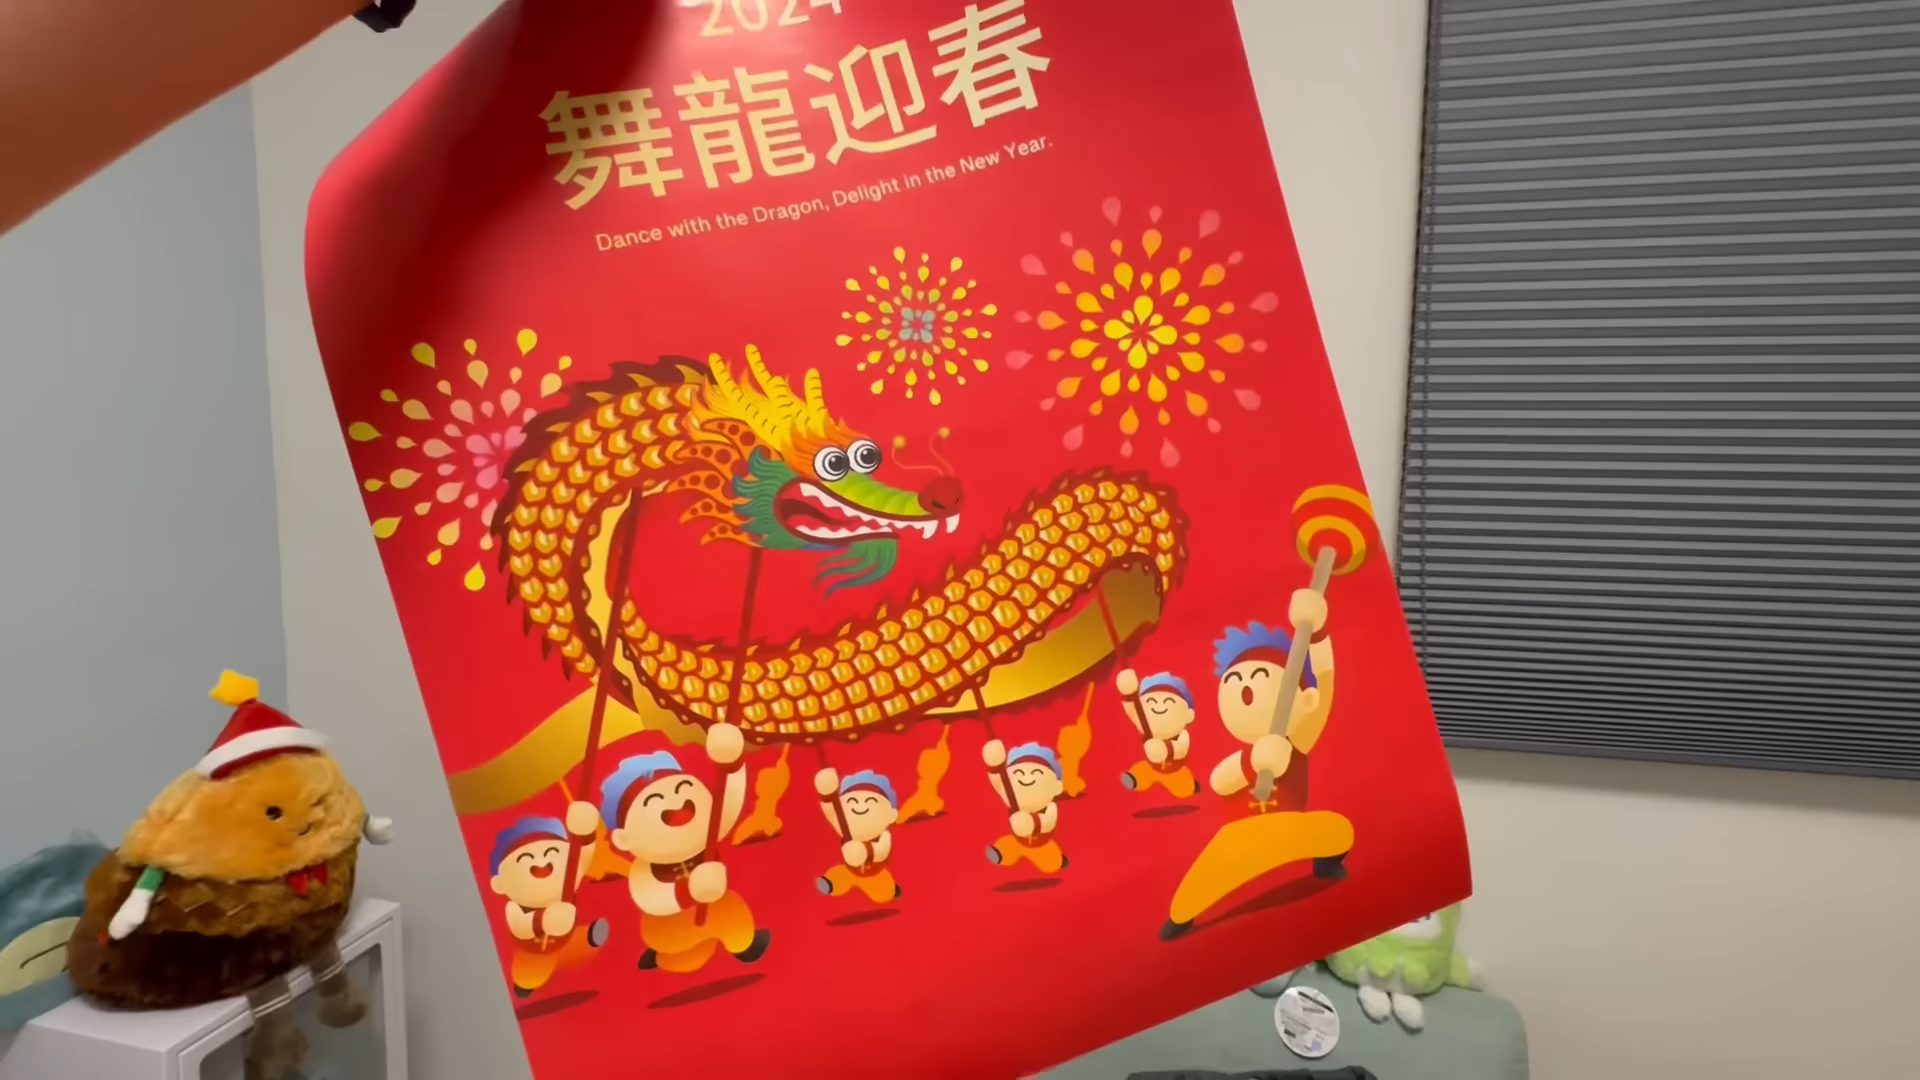 2024
舞龍迎春
Dance with the Dragon, Delight in the New Year.